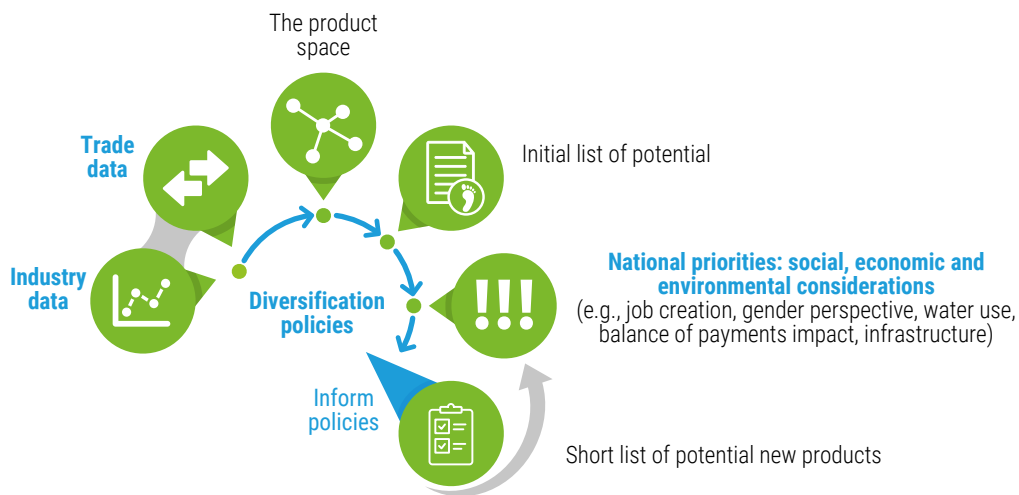 The product
space
Trade
data
Initial list of potential
Industry
data
National priorities: social, economic and
environmental considerations
(e.g., job creation, gender perspective, water use,
balance of payments impact, infrastructure)
Diversification
policies
Inform
policies
Short list of potential new products